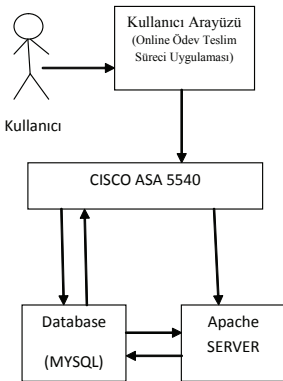 Kullanıcı Arayüzü
(Online Ödev Teslim
Süreci Uygulaması)
Kullanıcı
CISCO ASA 5540
Database
(MYSQL)
Apache
SERVER